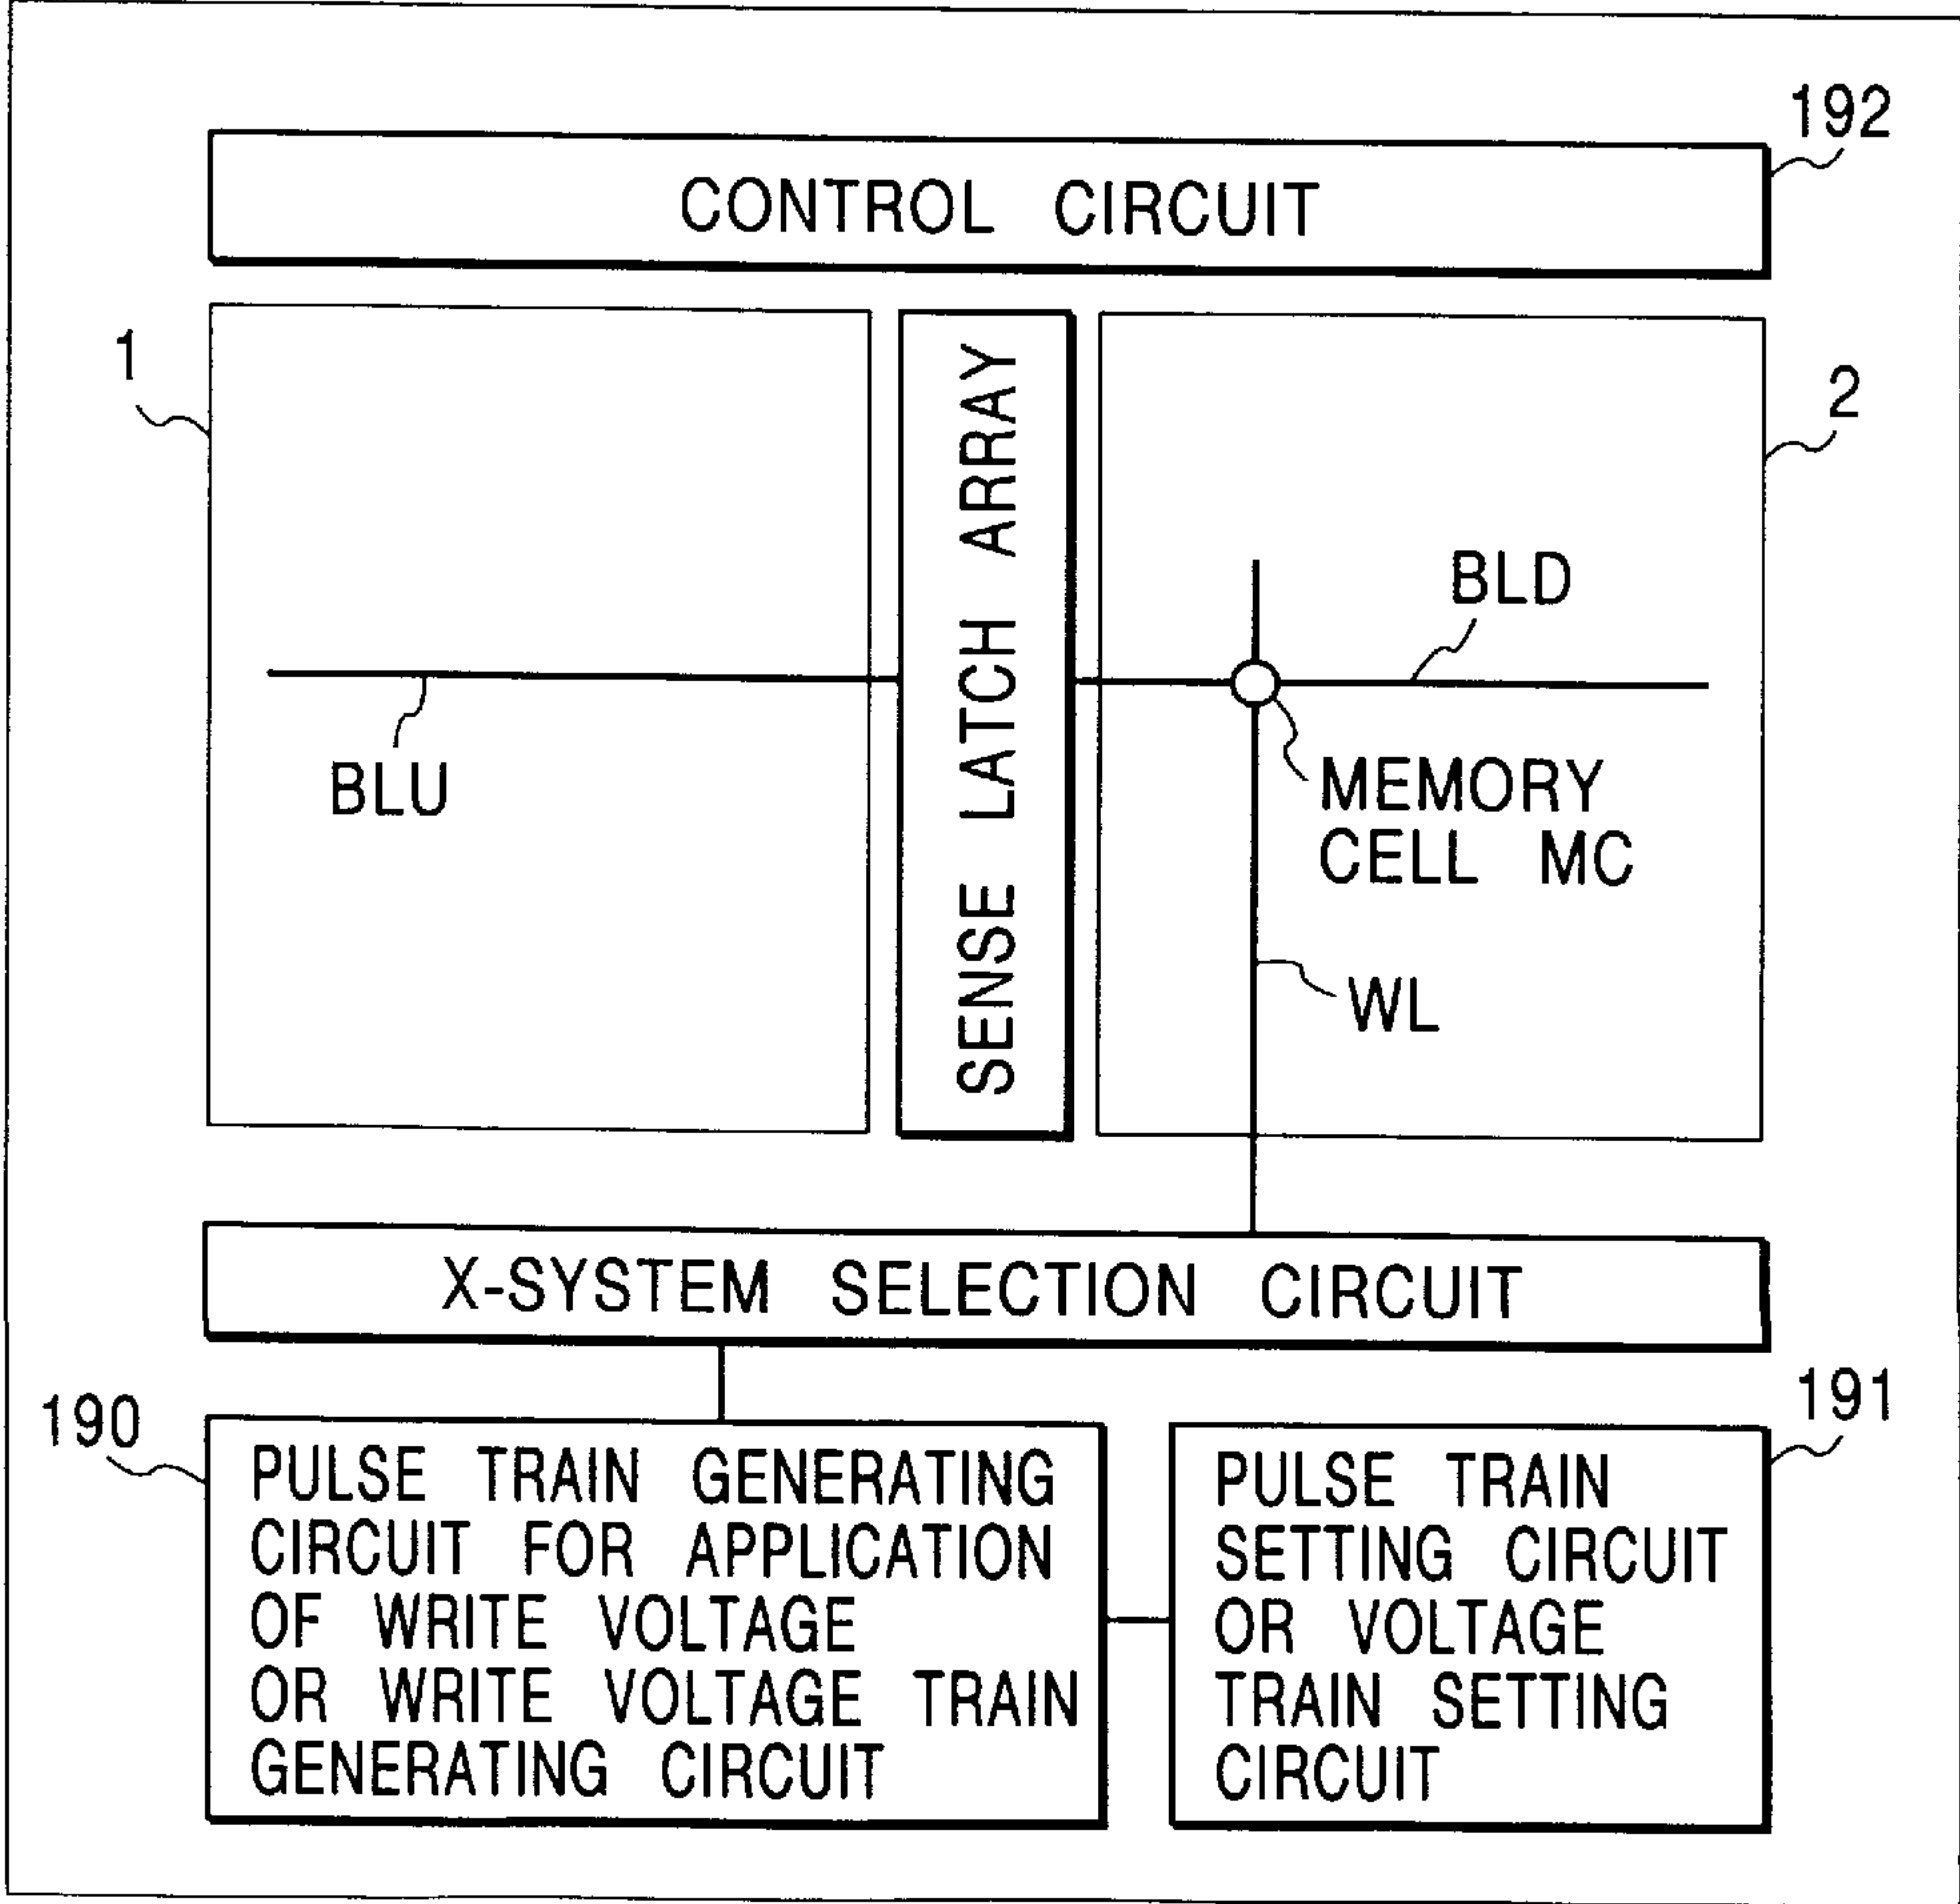 192
CONTROL CIRCUIT
1
2
SENSE LATCH ARRAY
BLD
BLU
MEMORY
CELL MC
WL
X-SYSTEM SELECTION CIRCUIT
190
191
PULSE TRAIN GENERATING
CIRCUIT FOR APPLICATION
OF WRITE VOLTAGE
OR WRITE VOLTAGE TRAIN
GENERATING CIRCUIT
PULSE TRAIN
SETTING CIRCUIT
OR VOLTAGE
TRAIN SETTING
CIRCUIT